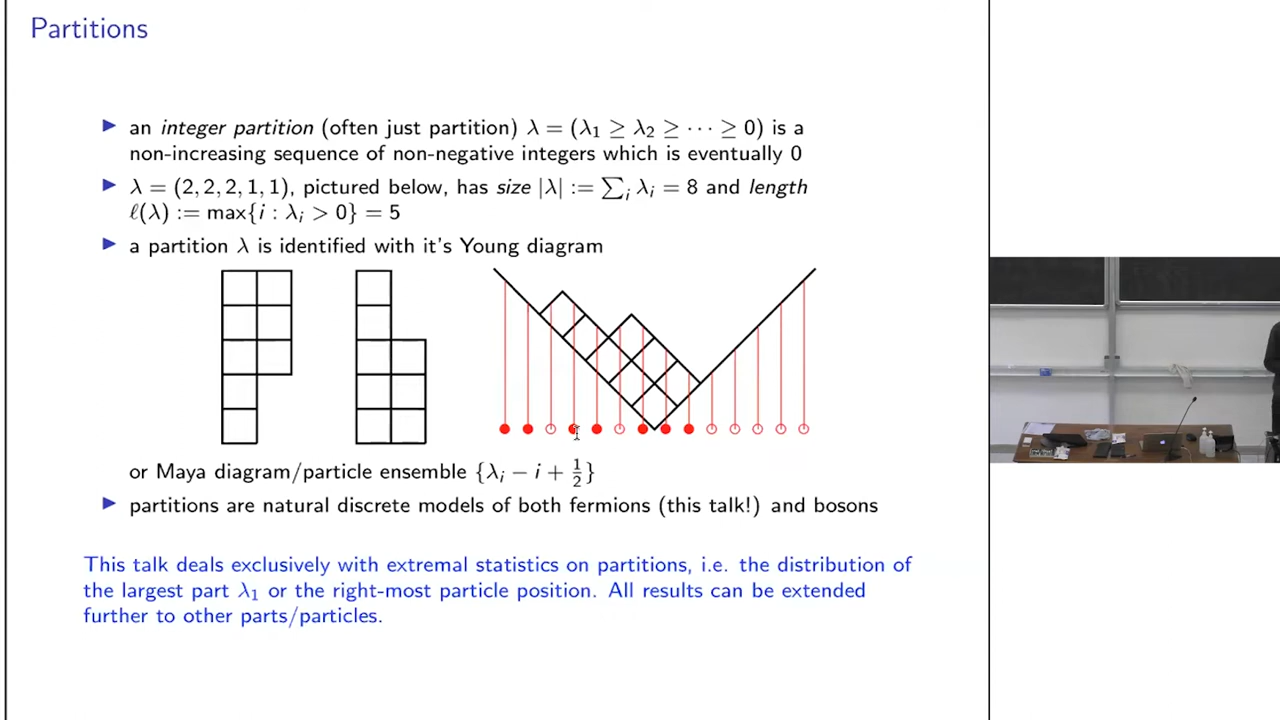 Partitions
▶ an integer partition (often just partition) λ = (λ₁ ≥ λ₂ ≥ ⋯ ≥ 0) is a
non-increasing sequence of non-negative integers which is eventually 0
▶ λ = (2, 2, 2, 1, 1), pictured below, has size |λ| := ∑ᵢ λᵢ = 8 and length
ℓ(λ) := max{i : λᵢ > 0} = 5
▶ a partition λ is identified with it's Young diagram
or Maya diagram/particle ensemble {λᵢ − i + 1/2}
▶ partitions are natural discrete models of both fermions (this talk!) and bosons
This talk deals exclusively with extremal statistics on partitions, i.e. the distribution of
the largest part λ₁ or the right-most particle position. All results can be extended
further to other parts/particles.